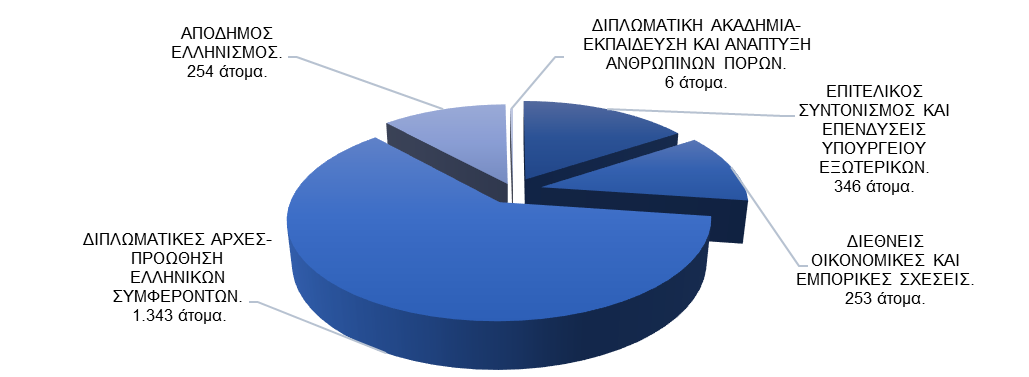 ΑΠΟΔΗΜΟΣ
ΕΛΛΗΝΙΣΜΟΣ.
254 άτομα.
ΔΙΠΛΩΜΑΤΙΚΗ ΑΚΑΔΗΜΙΑ-
ΕΚΠΑΙΔΕΥΣΗ ΚΑΙ ΑΝΑΠΤΥΞΗ
ΑΝΘΡΩΠΙΝΩΝ ΠΟΡΩΝ.
6 άτομα.
ΕΠΙΤΕΛΙΚΟΣ
ΣΥΝΤΟΝΙΣΜΟΣ ΚΑΙ
ΕΠΕΝΔΥΣΕΙΣ
ΥΠΟΥΡΓΕΙΟΥ
ΕΞΩΤΕΡΙΚΩΝ.
346 άτομα.
ΔΙΕΘΝΕΙΣ
ΟΙΚΟΝΟΜΙΚΕΣ ΚΑΙ
ΕΜΠΟΡΙΚΕΣ ΣΧΕΣΕΙΣ.
253 άτομα.
ΔΙΠΛΩΜΑΤΙΚΕΣ ΑΡΧΕΣ-
ΠΡΟΩΘΗΣΗ
ΕΛΛΗΝΙΚΩΝ
ΣΥΜΦΕΡΟΝΤΩΝ.
1.343 άτομα.